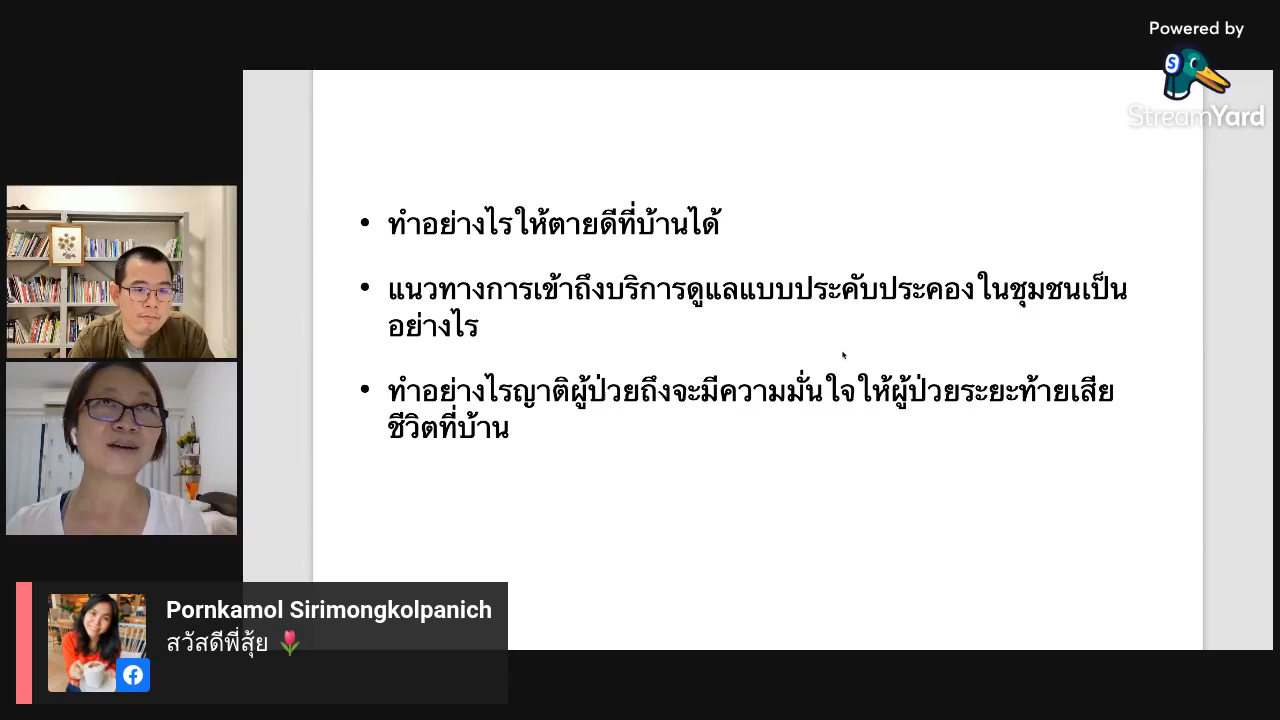 Powered by
StreamYard
• ทำอย่างไรให้ตายดีที่บ้านได้
• แนวทางการเข้าถึงบริการดูแลแบบประคับประคองในชุมชนเป็น
อย่างไร
• ทำอย่างไรญาติผู้ป่วยถึงจะมีความมั่นใจให้ผู้ป่วยระยะท้ายเสีย
ชีวิตที่บ้าน
Pornkamol Sirimongkolpanich
สวัสดีพี่สุ้ย 🌷